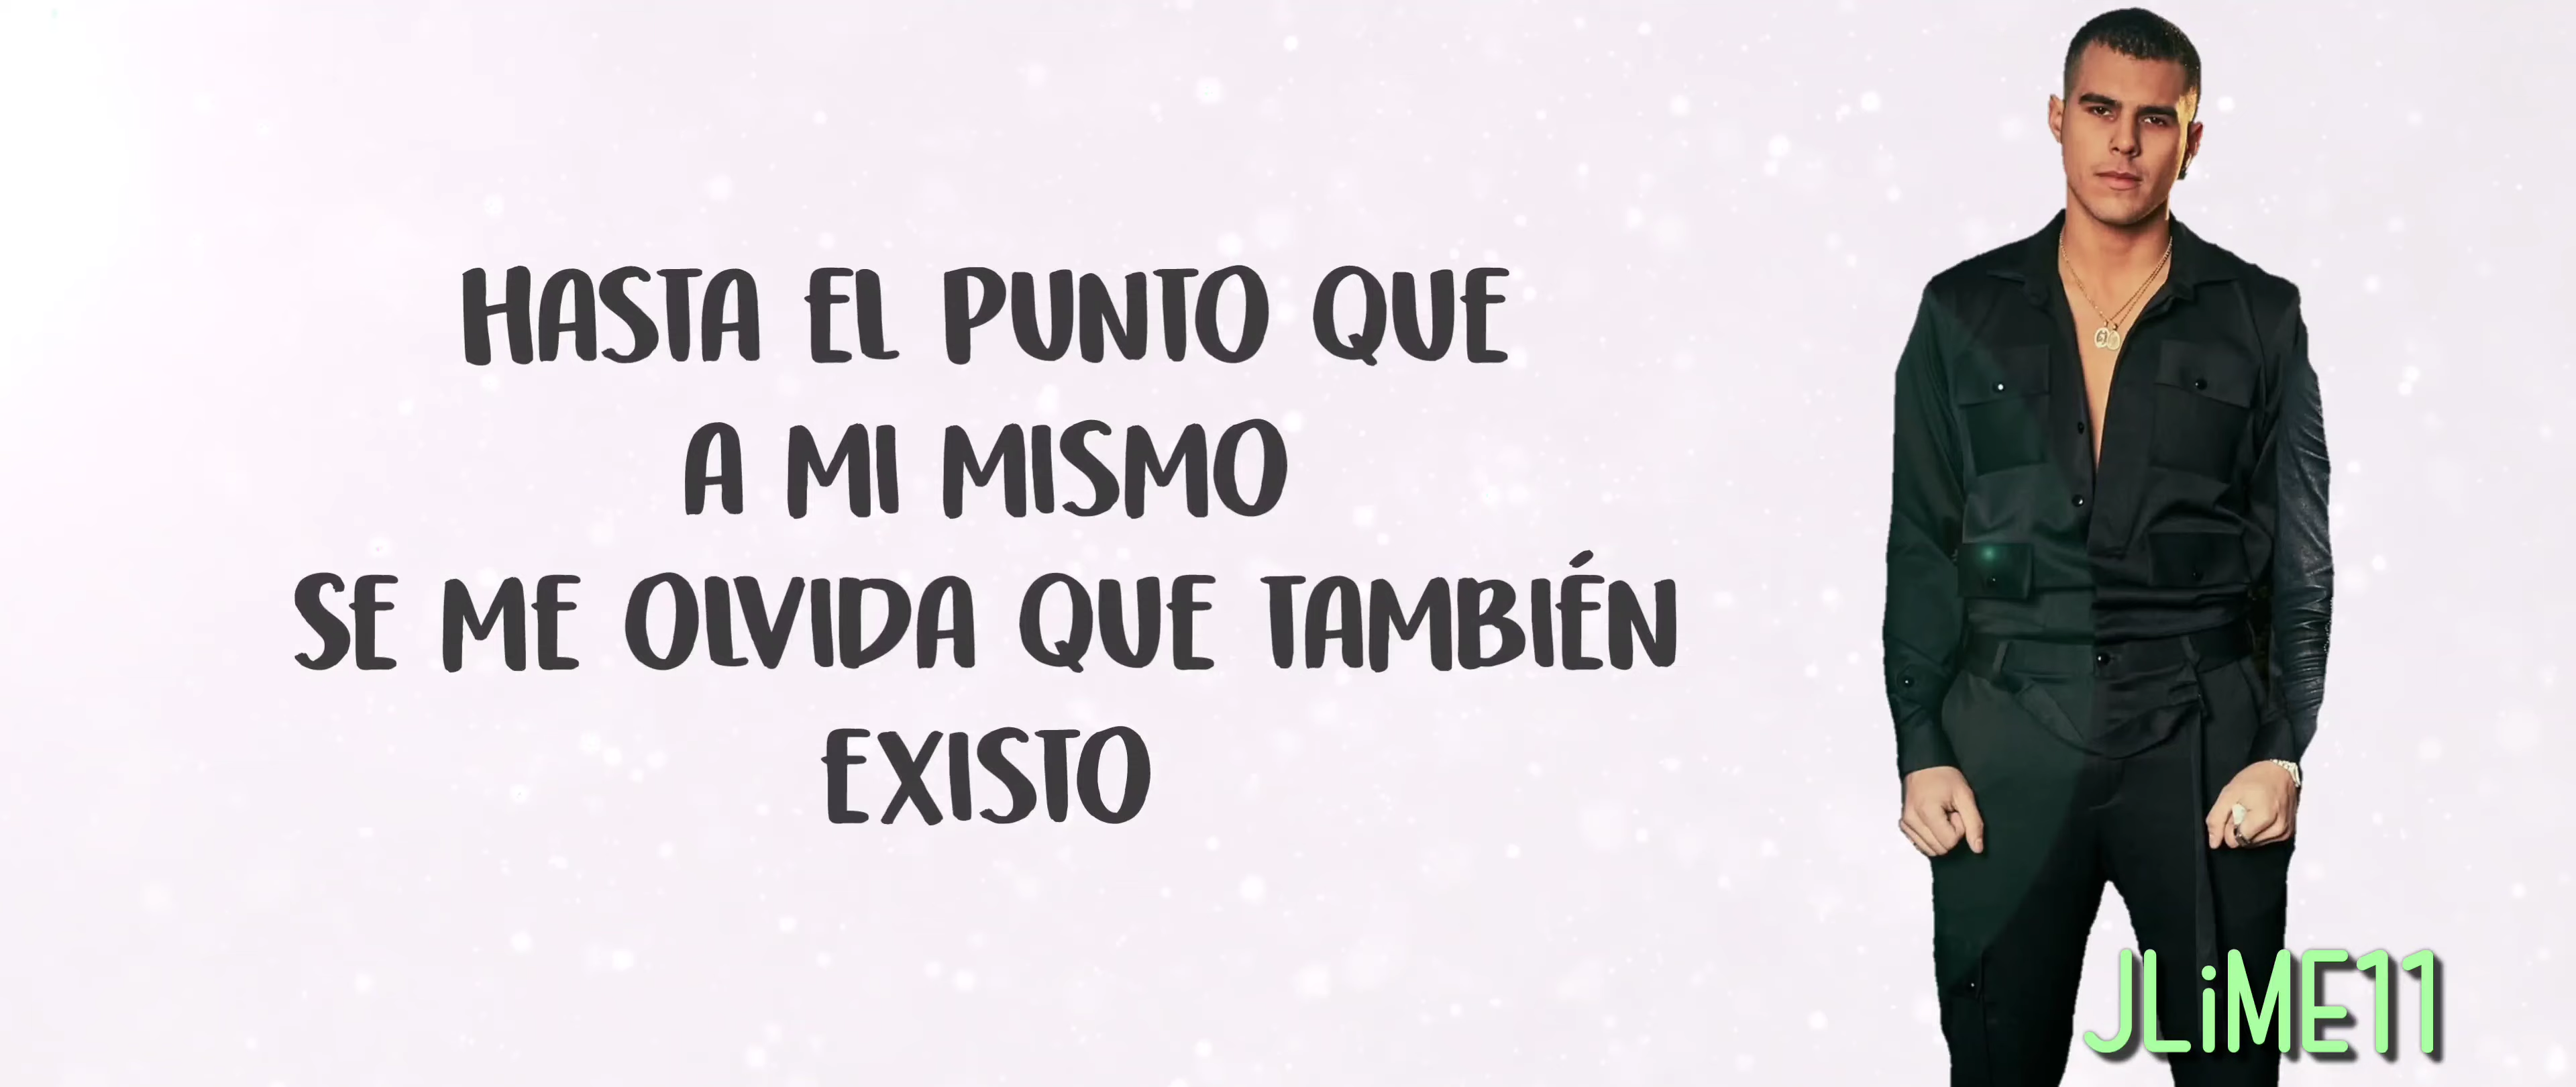 HASTA EL PUNTO QUE
A MI MISMO
SE ME OLVIDA QUE TAMBIÉN
EXISTO
JLiME11